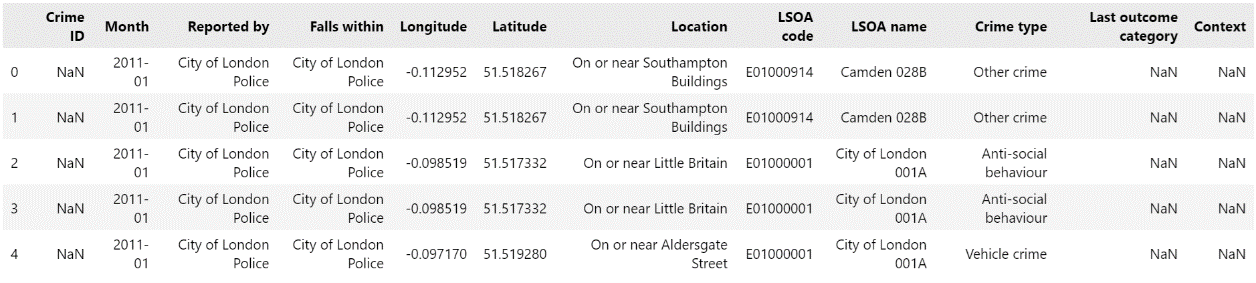 Crime ID Month Reported by Falls within Longitude Latitude Location LSOA code LSOA name Crime type Last outcome category Context
0 NaN 2011-01 City of London Police City of London Police -0.112952 51.518267 On or near Southampton Buildings E01000914 Camden 028B Other crime NaN NaN
1 NaN 2011-01 City of London Police City of London Police -0.112952 51.518267 On or near Southampton Buildings E01000914 Camden 028B Other crime NaN NaN
2 NaN 2011-01 City of London Police City of London Police -0.098519 51.517332 On or near Little Britain E01000001 City of London 001A Anti-social behaviour NaN NaN
3 NaN 2011-01 City of London Police City of London Police -0.098519 51.517332 On or near Little Britain E01000001 City of London 001A Anti-social behaviour NaN NaN
4 NaN 2011-01 City of London Police City of London Police -0.097170 51.519280 On or near Aldersgate Street E01000001 City of London 001A Vehicle crime NaN NaN